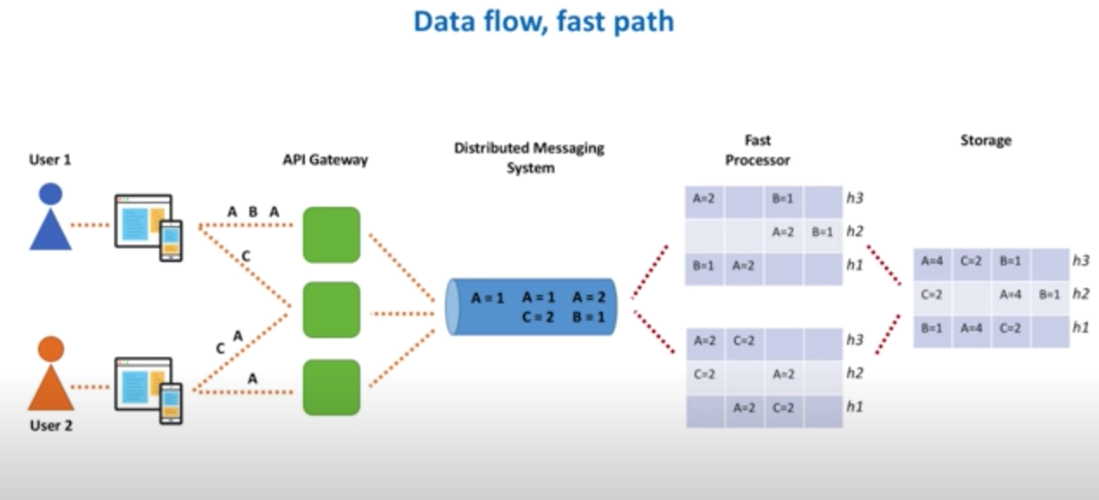 Data flow, fast path
User 1
API Gateway
Distributed Messaging
System
Fast
Processor
Storage
A B A
C
C A
A
User 2
A = 1 A = 1 A = 2
C = 2 B = 1
A=2 B=1 h3
A=2 B=1 h2
B=1 A=2 h1
A=2 C=2 h3
C=2 A=2 h2
A=2 C=2 h1
A=4 C=2 B=1 h3
C=2 A=4 B=1 h2
B=1 A=4 C=2 h1